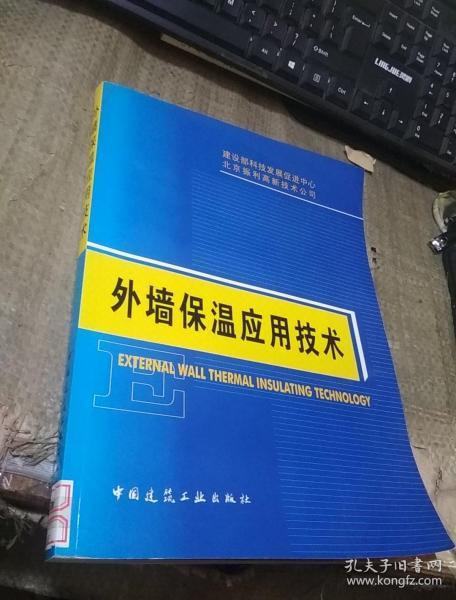 建设部科技发展促进中心
北京振利高新技术公司
外墙保温应用技术
EXTERNAL WALL THERMAL INSULATING TECHNOLOGY
E
中国建筑工业出版社
孔夫子旧书网
www.kongfz.com